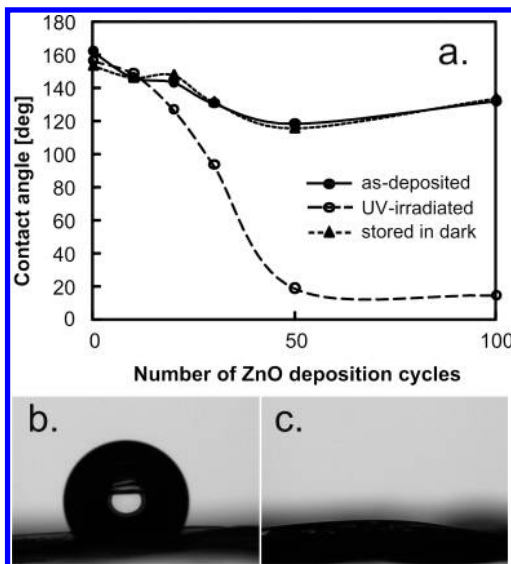 a.
180
160
140
120
100
80
60
40
20
0
Contact angle [deg]
as-deposited
UV-irradiated
stored in dark
0 50 100
Number of ZnO deposition cycles
b. c.